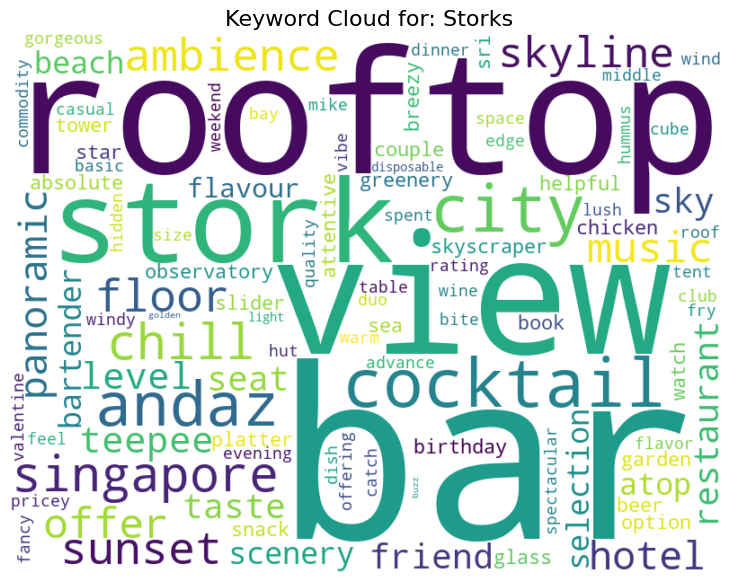 Keyword Cloud for: Storks
gorgeous
beach
ambience
dinner
sri
skyline
wind
commodity
rooftop
middle
casual
tower
weekend
bay
mike
breezy
space
edge
hummus
cube
star
basic
vibe
couple
disposable
absolute
flavour
greenery
helpful
sky
panoramic
hidden
stork
attentive
spent
city
lush
chicken
roof
size
quality
skyscraper
music
observatory
view
rating
tent
bartender
floor
slider
table
wine
bite
book
club
fry
windy
golden
light
duo
sea
warm
chill
hut
advance
watch
restaurant
valentine
level
seat
cocktail
andaz
bar
feel
teepee
platter
evening
dish
offering
catch
birthday
spectacular
selection
flavor
garden
singapore
atop
pricey
taste
buzz
beer
option
offer
snack
fancy
sunset
scenery
friend
glass
hotel